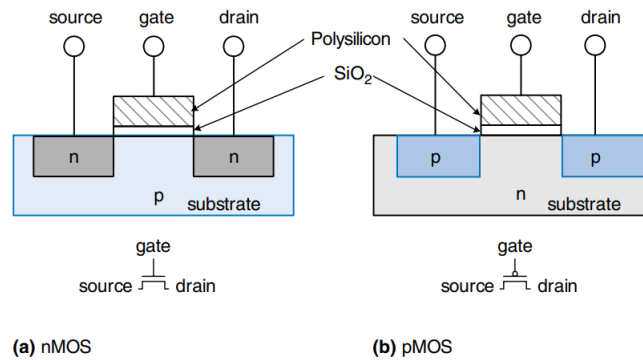 source gate drain
Polysilicon
SiO2
source gate drain
n n
p
substrate
p p
n
substrate
gate
source drain
gate
source drain
(a) nMOS
(b) pMOS